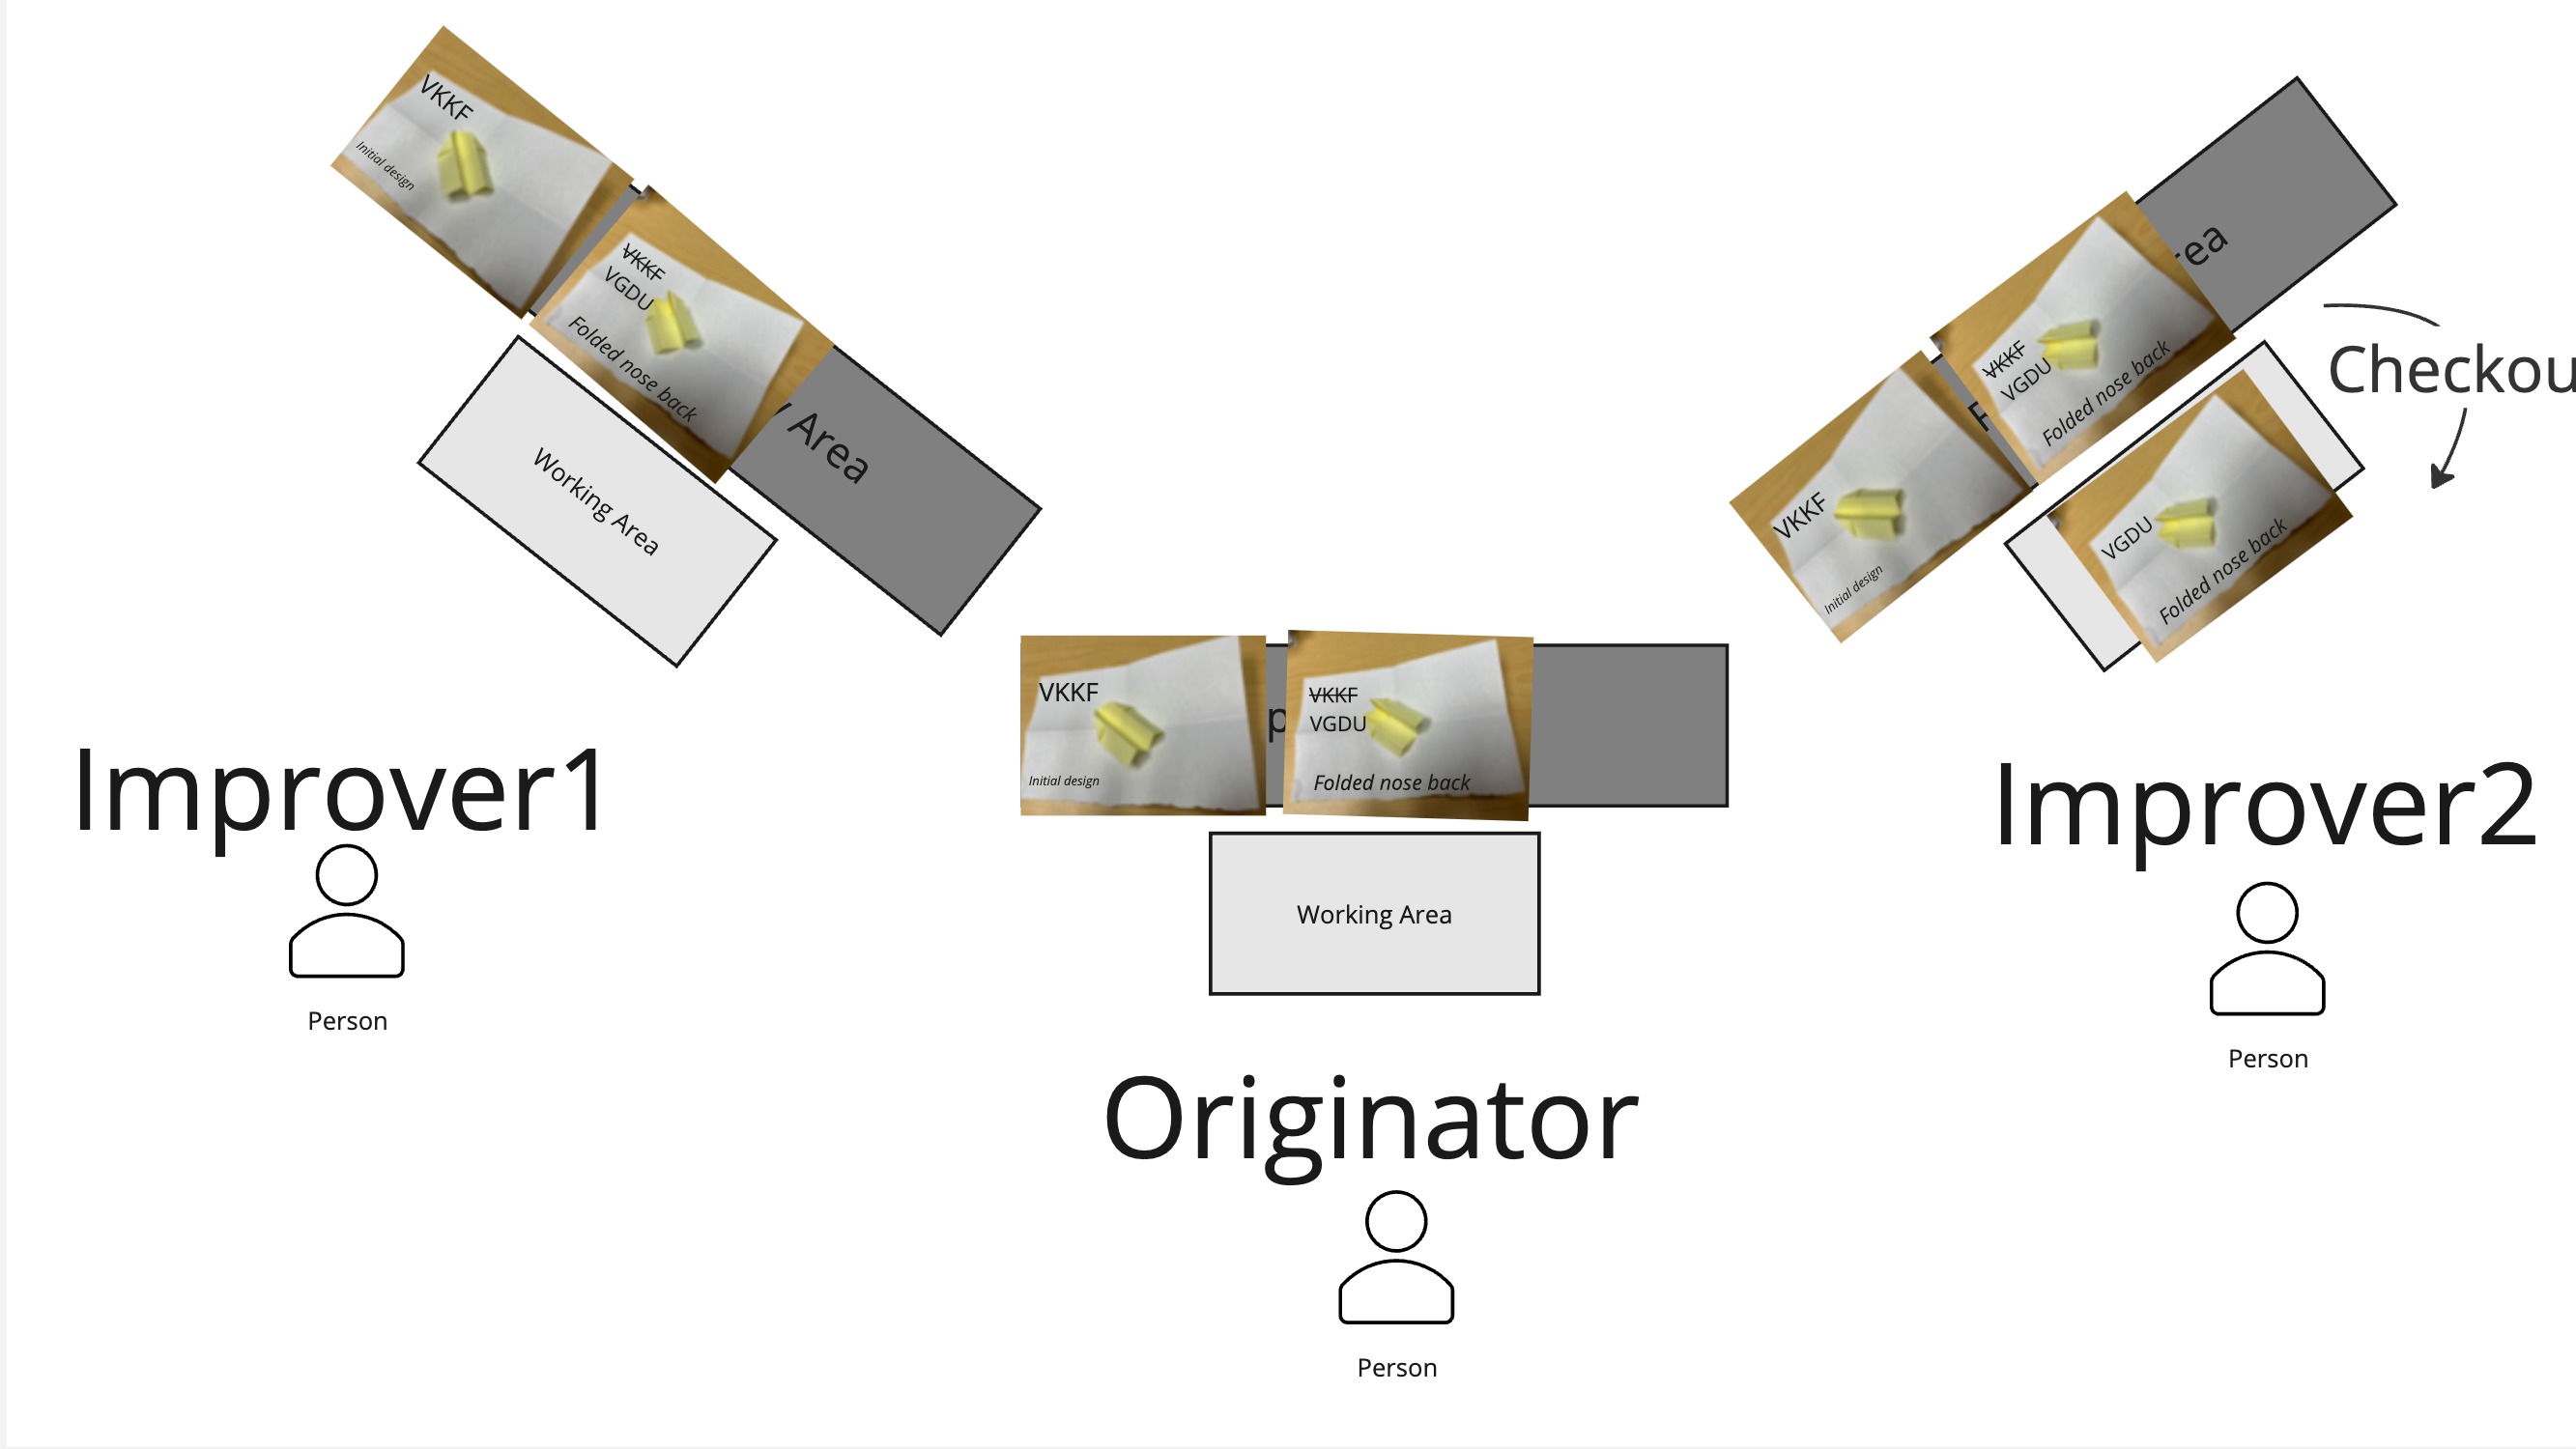 VKKF
Initial design
VKKF
VGDU
Folded nose back
Area
Working Area
Improver1
Person
VKKF
Initial design
p
VKKF
VGDU
Folded nose back
Working Area
Originator
Person
VKKF
Initial design
VKKF
VGDU
Folded nose back
rea
Checkou
VGDU
Folded nose back
Improver2
Person